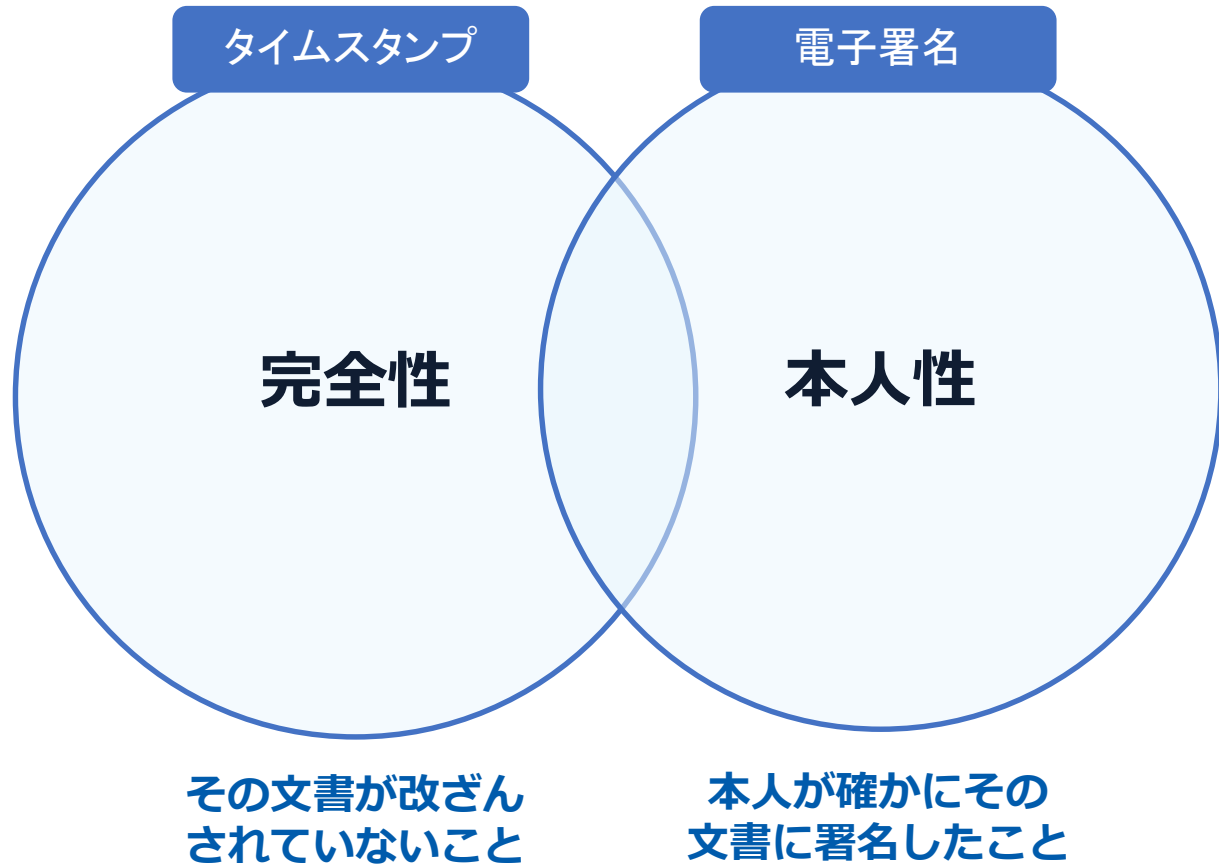 タイムスタンプ
電子署名
完全性
本人性
その文書が改ざん
されていないこと
本人が確かにその
文書に署名したこと